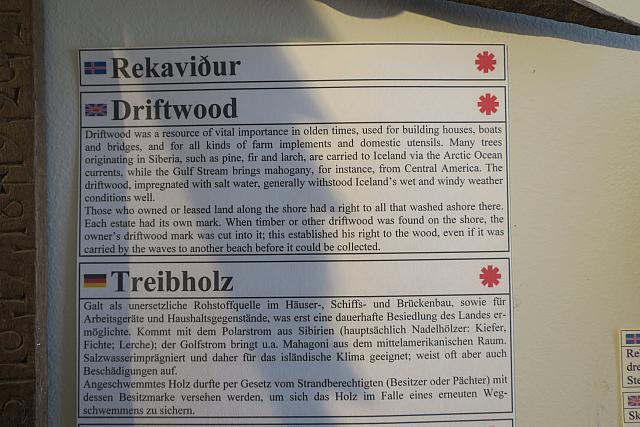 Rekaviður
Driftwood
Driftwood was a resource of vital importance in olden times, used for building houses, boats
and bridges, and for all kinds of farm implements and domestic utensils. Many trees
originating in Siberia, such as pine, fir and larch, are carried to Iceland via the Arctic Ocean
currents, while the Gulf Stream brings mahogany, for instance, from Central America. The
driftwood, impregnated with salt water, generally withstood Iceland's wet and windy weather
conditions well.
Those who owned or leased land along the shore had a right to all that washed ashore there.
Each estate had its own mark. When timber or other driftwood was found on the shore, the
owner's driftwood mark was cut into it; this established his right to the wood, even if it was
carried by the waves to another beach before it could be collected.
Treibholz
Galt als unersetzliche Rohstoffquelle im Häuser-, Schiffs- und Brückenbau, sowie für
Arbeitsgeräte und Haushaltsgegenstände, was erst eine dauerhafte Besiedlung des Landes er-
möglichte. Kommt mit dem Polarstrom aus Sibirien (hauptsächlich Nadelhölzer: Kiefer,
Fichte; Lerche); der Golfstrom bringt u.a. Mahagoni aus dem mittelamerikanischen Raum.
Salzwasserimprägniert und daher für das isländische Klima geeignet; weist oft aber auch
Beschädigungen auf.
Angeschwemmtes Holz durfte per Gesetz vom Strandberechtigten (Besitzer oder Pächter) mit
dessen Besitzmarke versehen werden, um sich das Holz im Falle eines erneuten Weg-
schwemmens zu sichern.
Re
dre
Ste
Sk